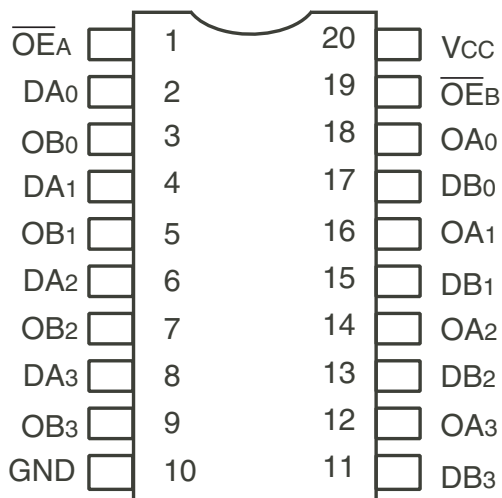 O̅E̅A 1 20 VCC
DA0 2 19 O̅E̅B
OB0 3 18 OA0
DA1 4 17 DB0
OB1 5 16 OA1
DA2 6 15 DB1
OB2 7 14 OA2
DA3 8 13 DB2
OB3 9 12 OA3
GND 10 11 DB3